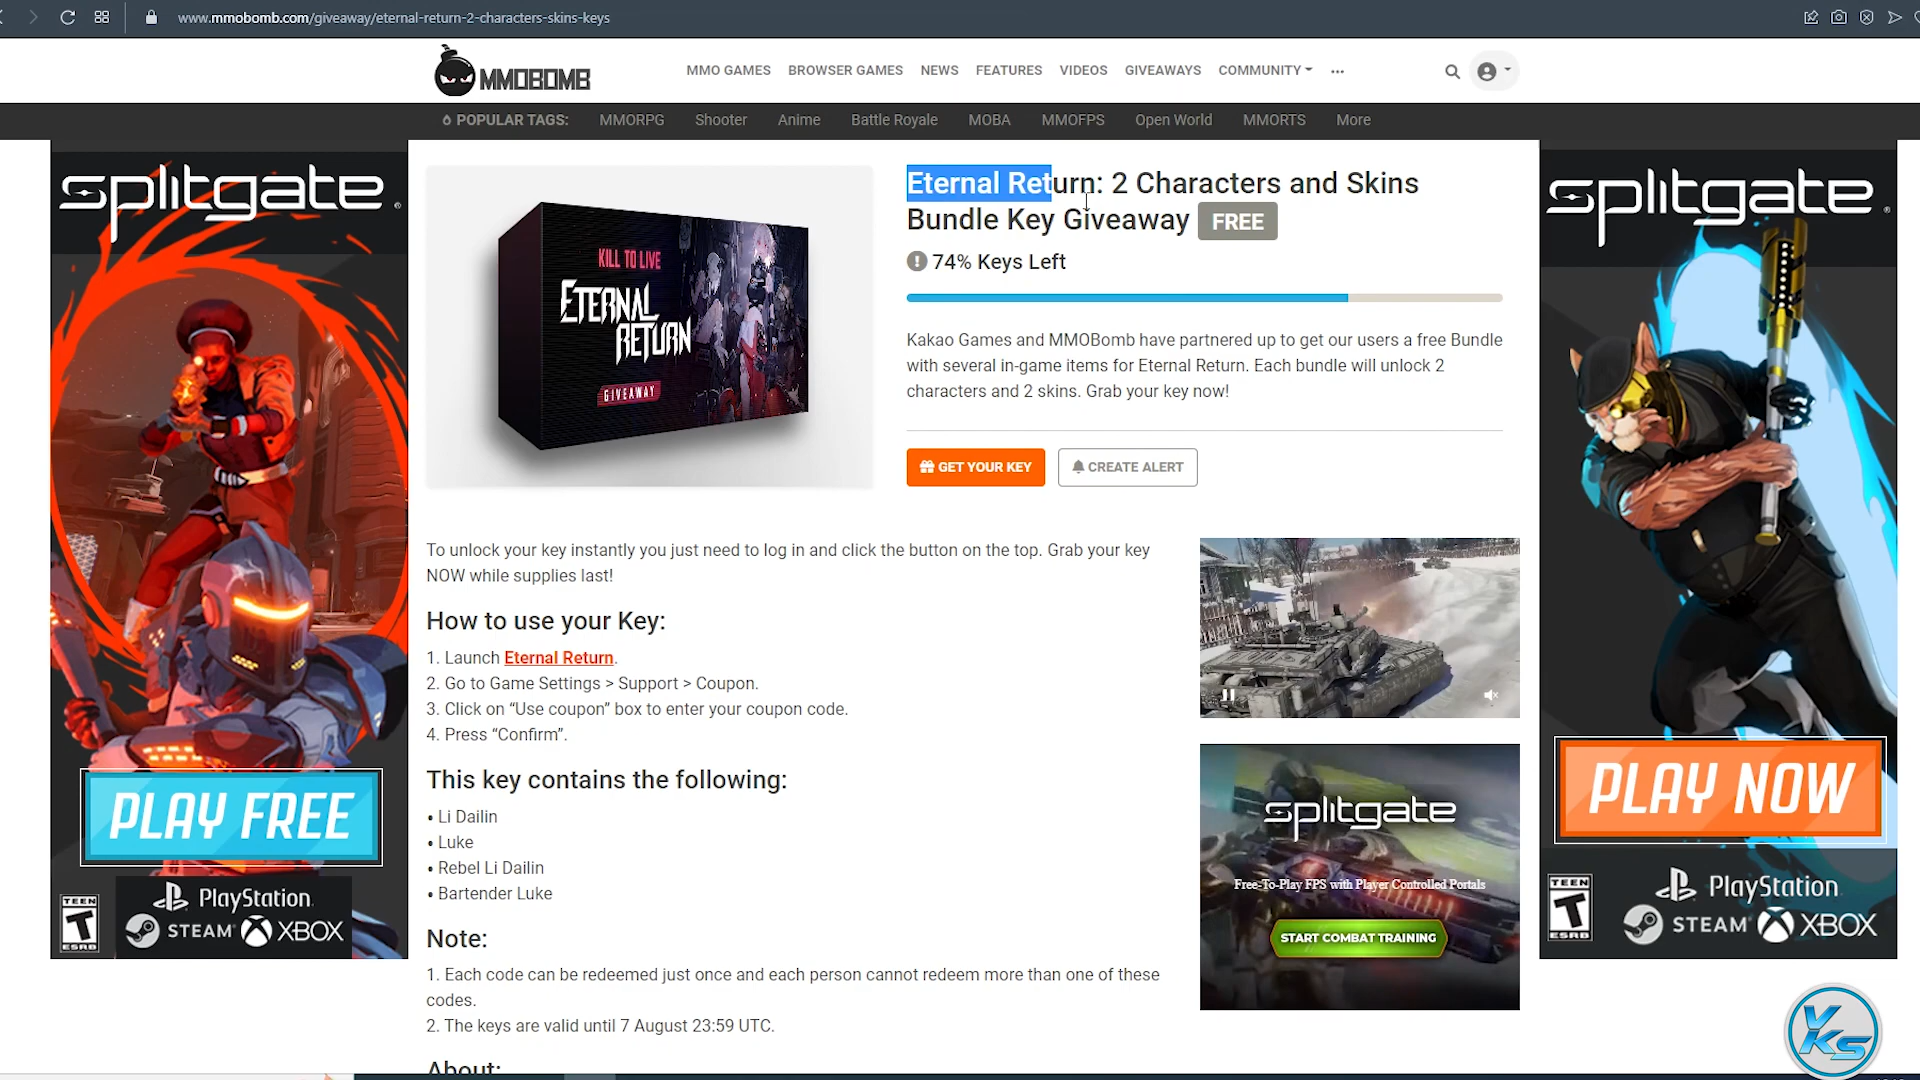 www.mmobomb.com/giveaway/eternal-return-2-characters-skins-keys
MMOBOMB
MMO GAMES BROWSER GAMES NEWS FEATURES VIDEOS GIVEAWAYS COMMUNITY
POPULAR TAGS: MMORPG Shooter Anime Battle Royale MOBA MMOFPS Open World MMORTS More
splitgate
PLAY FREE
TEEN
T
ESRB
PlayStation
STEAM XBOX
KILL TO LIVE
ETERNAL
RETURN
GIVEAWAY
Eternal Return: 2 Characters and Skins
Bundle Key Giveaway FREE
74% Keys Left
Kakao Games and MMOBomb have partnered up to get our users a free Bundle
with several in-game items for Eternal Return. Each bundle will unlock 2
characters and 2 skins. Grab your key now!
GET YOUR KEY CREATE ALERT
To unlock your key instantly you just need to log in and click the button on the top. Grab your key
NOW while supplies last!
How to use your Key:
1. Launch Eternal Return.
2. Go to Game Settings > Support > Coupon.
3. Click on “Use coupon” box to enter your coupon code.
4. Press “Confirm”.
This key contains the following:
• Li Dailin
• Luke
• Rebel Li Dailin
• Bartender Luke
Note:
1. Each code can be redeemed just once and each person cannot redeem more than one of these
codes.
2. The keys are valid until 7 August 23:59 UTC.
About:
splitgate
Free-To-Play FPS with Player Controlled Portals
START COMBAT TRAINING
splitgate
PLAY NOW
TEEN
T
ESRB
PlayStation
STEAM XBOX
YKS